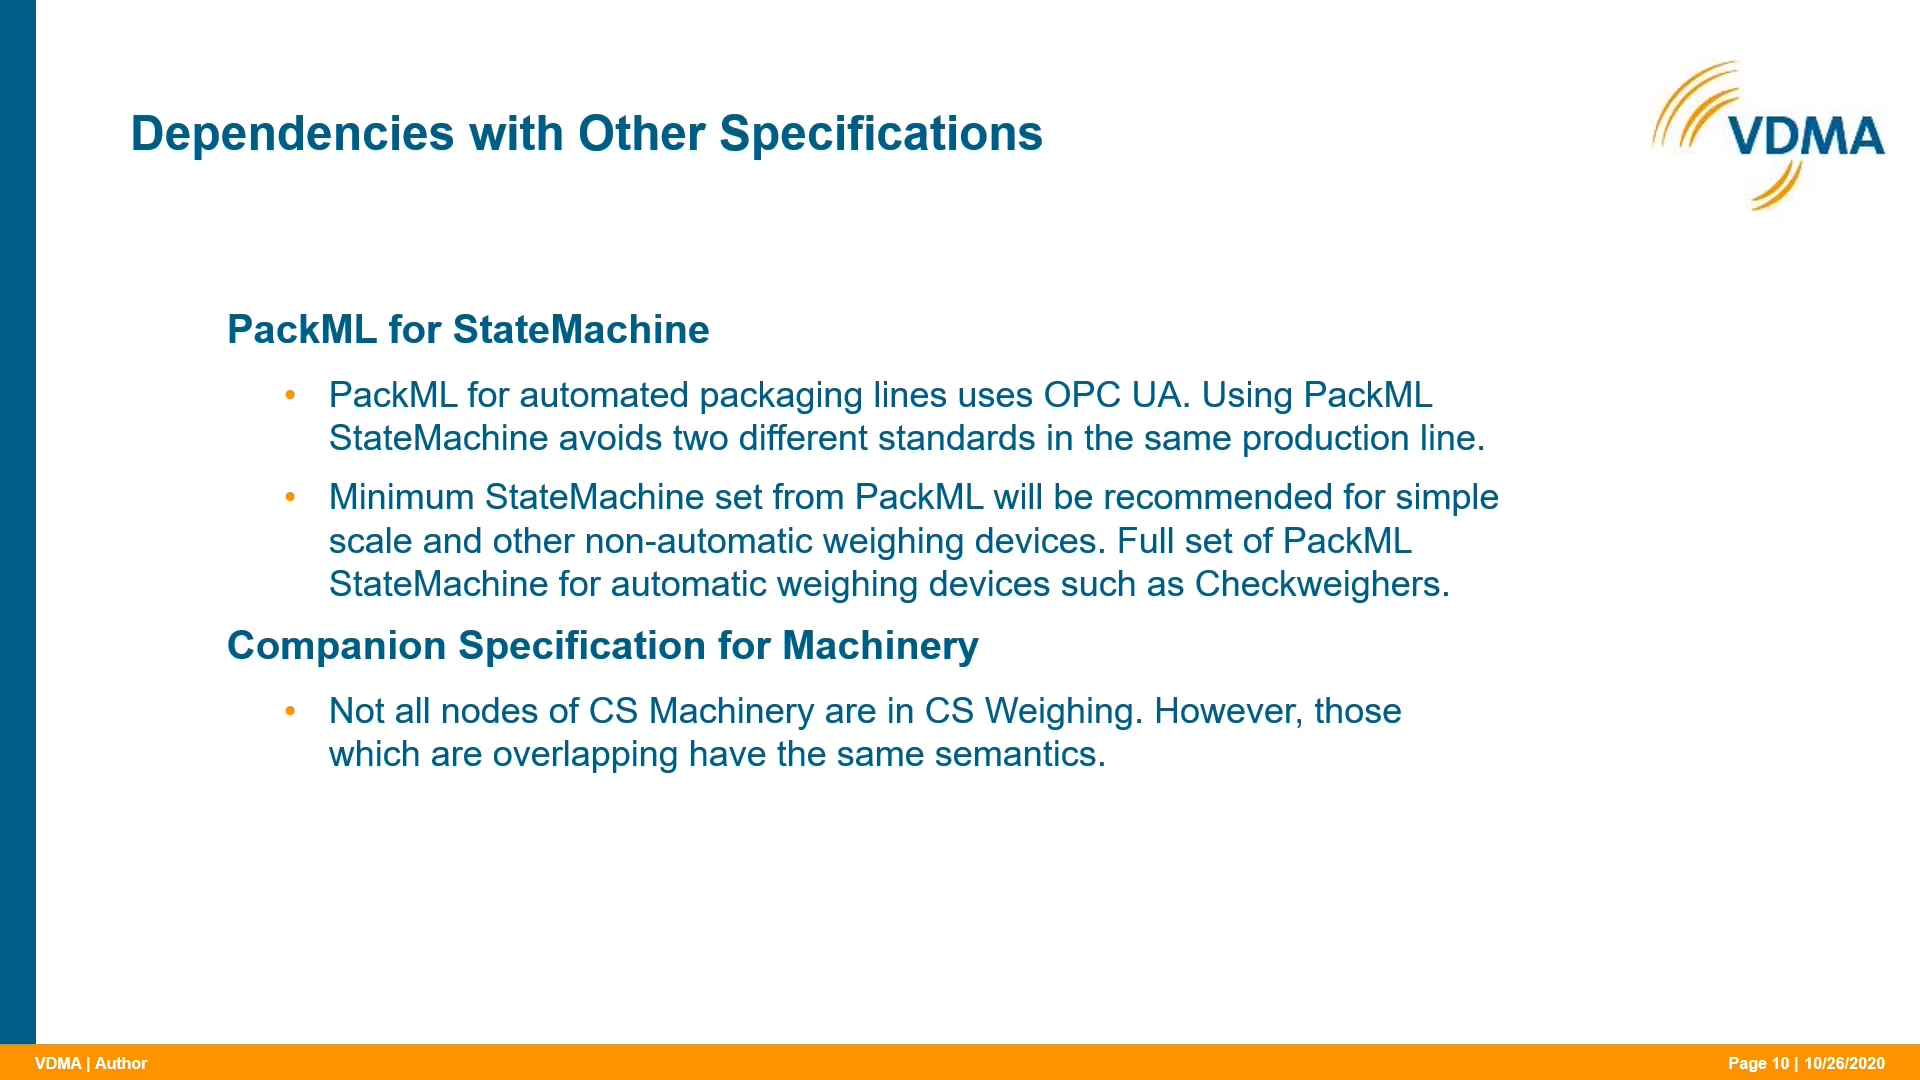 Dependencies with Other Specifications
VDMA
PackML for StateMachine
• PackML for automated packaging lines uses OPC UA. Using PackML
StateMachine avoids two different standards in the same production line.
• Minimum StateMachine set from PackML will be recommended for simple
scale and other non-automatic weighing devices. Full set of PackML
StateMachine for automatic weighing devices such as Checkweighers.
Companion Specification for Machinery
• Not all nodes of CS Machinery are in CS Weighing. However, those
which are overlapping have the same semantics.
VDMA | Author
Page 10 | 10/26/2020